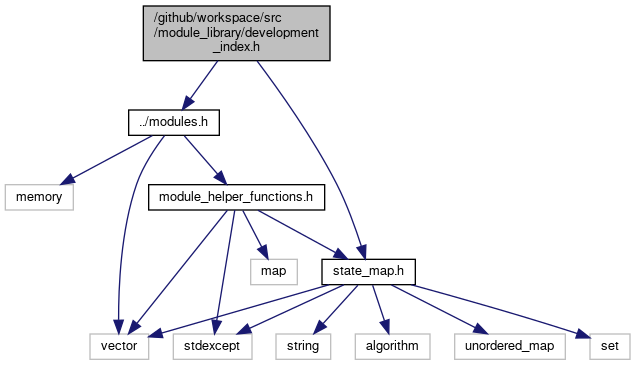 /github/workspace/src
/module_library/development
_index.h
../modules.h
memory
module_helper_functions.h
map
state_map.h
vector
stdexcept
string
algorithm
unordered_map
set